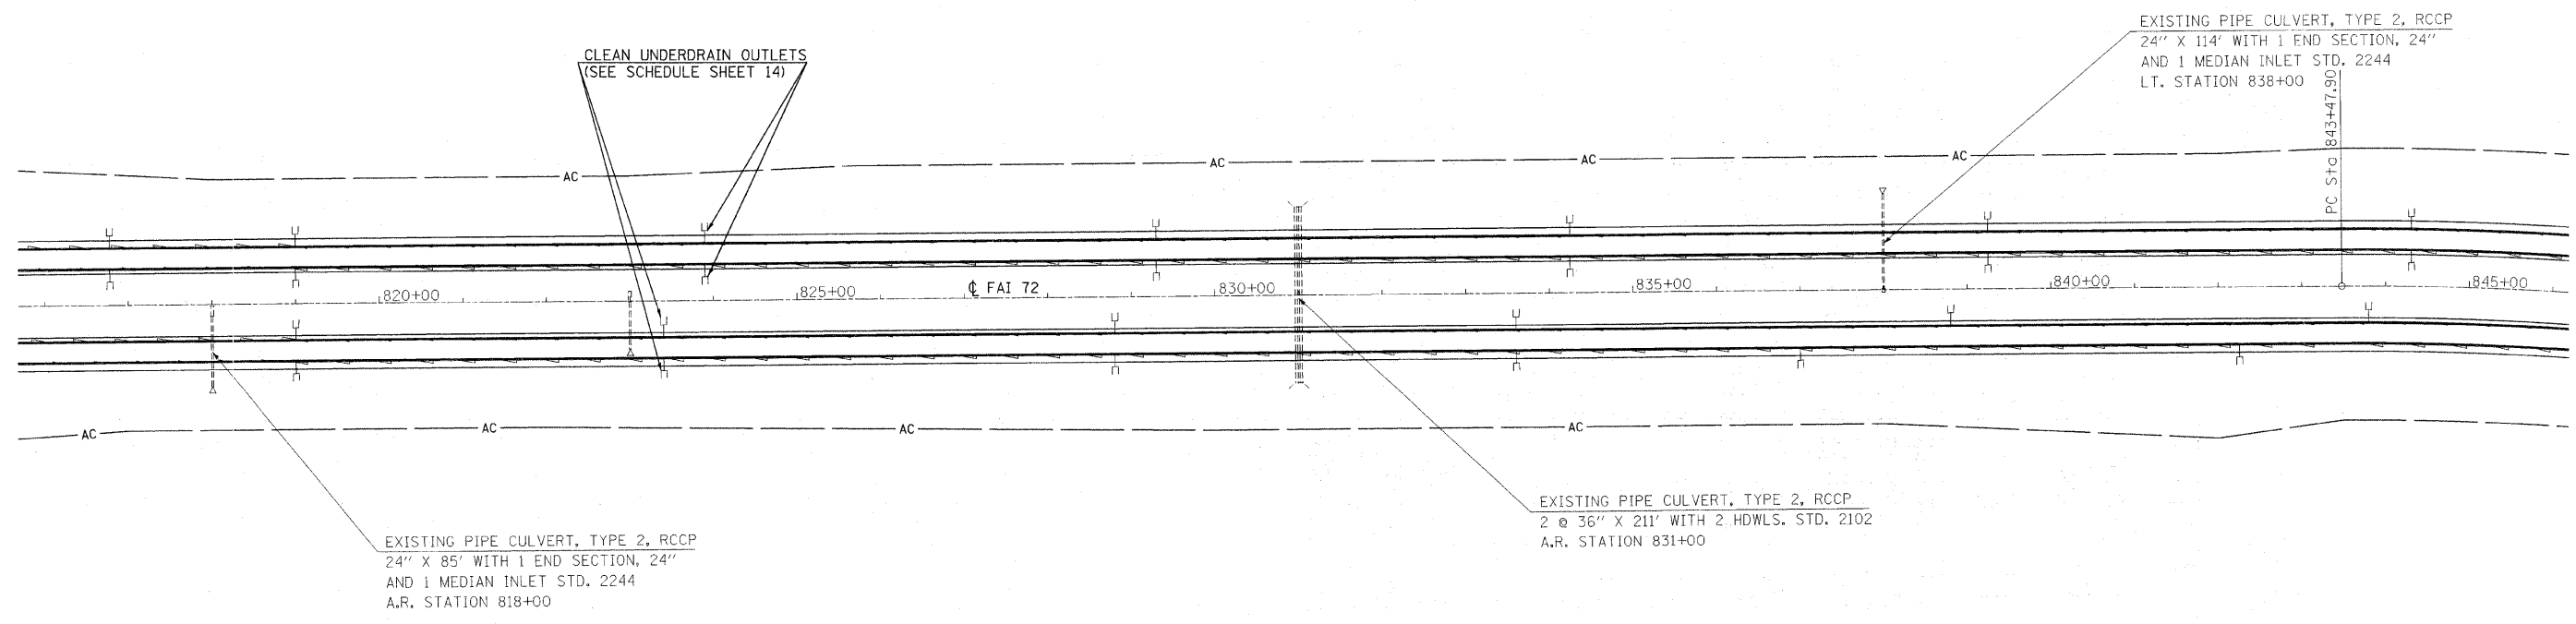 EXISTING PIPE CULVERT, TYPE 2, RCCP
24" X 114' WITH 1 END SECTION, 24"
AND 1 MEDIAN INLET STD. 2244
LT. STATION 838+00
CLEAN UNDERDRAIN OUTLETS
(SEE SCHEDULE SHEET 14)
PC Sta 843+47.90
AC
AC
AC
AC
820+00
825+00
℄ FAI 72
830+00
835+00
840+00
845+00
AC
AC
AC
AC
EXISTING PIPE CULVERT, TYPE 2, RCCP
2 @ 36" X 211' WITH 2 HDWLS. STD. 2102
A.R. STATION 831+00
EXISTING PIPE CULVERT, TYPE 2, RCCP
24" X 85' WITH 1 END SECTION, 24"
AND 1 MEDIAN INLET STD. 2244
A.R. STATION 818+00